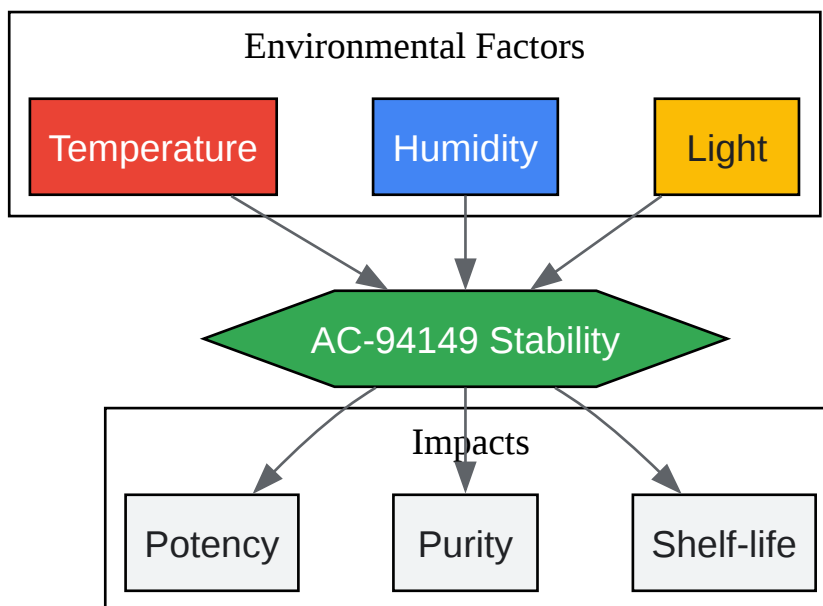 Environmental Factors
Temperature
Humidity
Light
AC-94149 Stability
Impacts
Potency
Purity
Shelf-life